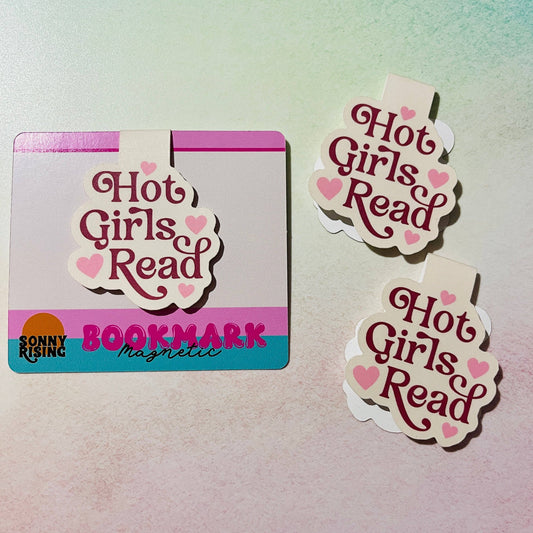 Hot
Girls
Read
SONNY
RISING
BOOKMARK
Magnetic
Hot
Girls
Read
Hot
Girls
Read